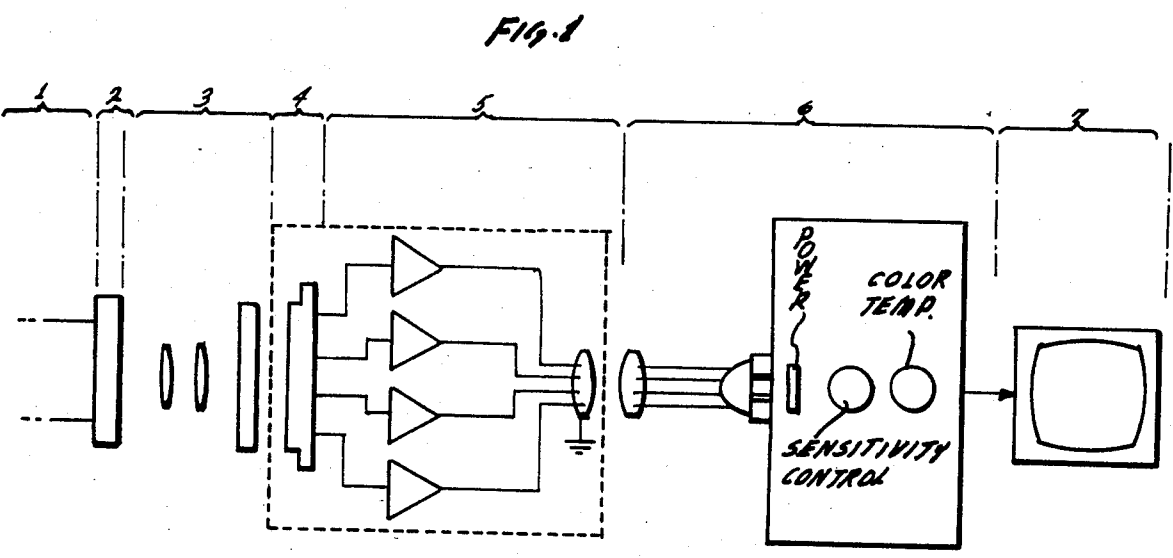 Fig. 1
1 2 3 4 5 6 7
POWER
COLOR
TEMP.
SENSITIVITY
CONTROL